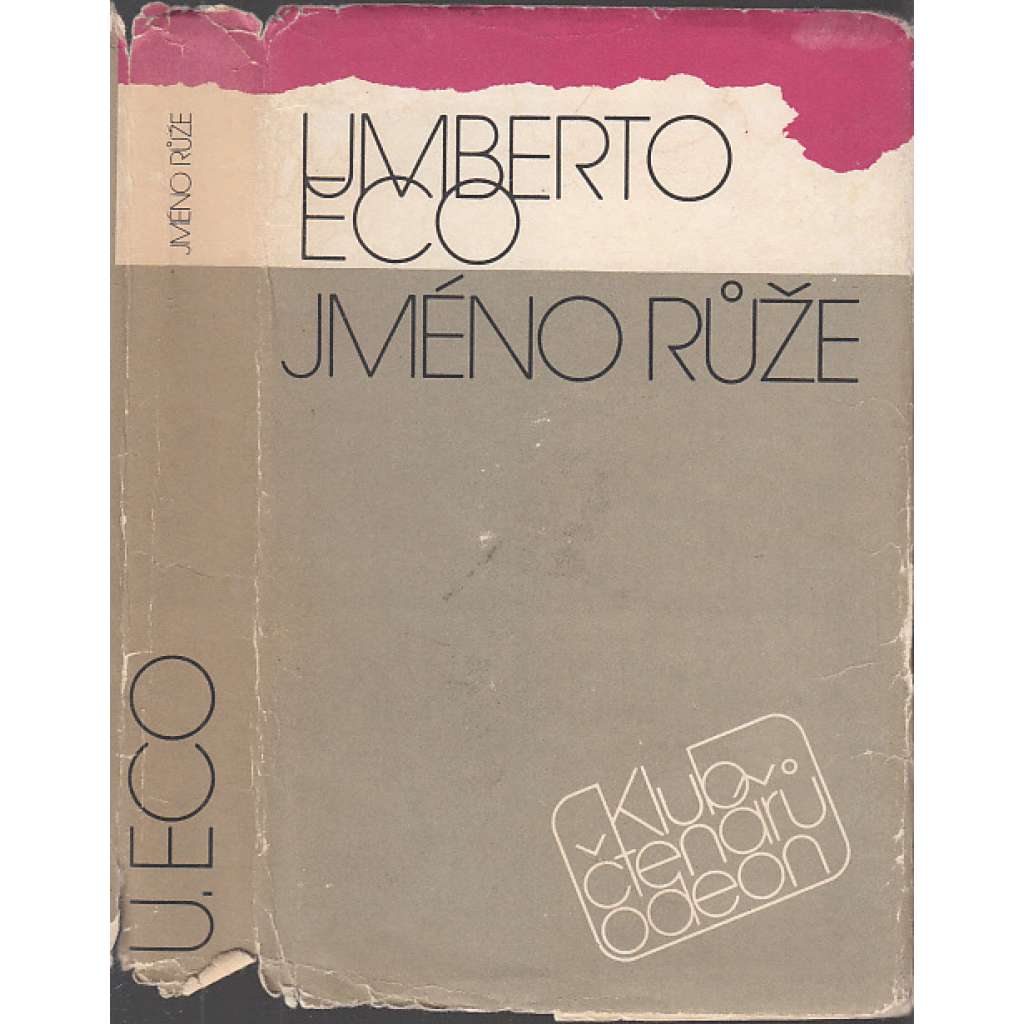 JMÉNO RŮŽE
U. ECO
UMBERTO
ECO
JMÉNO RŮŽE
Klub
čtenářů
odeon